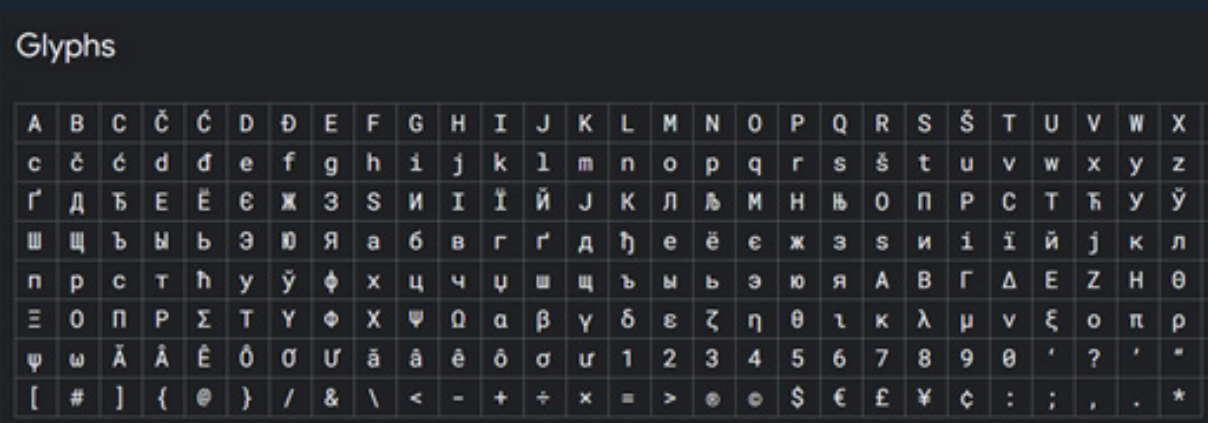 Glyphs
A B C Č Ć D Đ E F G H I J K L M N O P Q R S Š T U V W X
c č ć d đ e f g h i j k l m n o p q r s š t u v w x y z
Ґ Д Ђ Е Ё Є Ж З Ѕ И І Ї Й Ј К Л Љ М Н Њ О П Р С Т Ћ У Ў
Ш Щ Ъ Ы Ь Э Ю Я а б в г ґ д ђ е ё є ж з ѕ и і ї й ј к л
п р с т ћ у ў ф х ц ч џ ш щ ъ ы ь э ю я Α Β Γ Δ Ε Ζ Η Θ
Ξ Ο Π Ρ Σ Τ Υ Φ Χ Ψ Ω α β γ δ ε ζ η θ ι κ λ μ ν ξ ο π ρ
ψ ω Ă Â Ê Ô Ơ Ư ă â ê ô ơ ư 1 2 3 4 5 6 7 8 9 0 ‘ ? ’ “
[ # ] { @ } / & \ < - + ÷ × = > ® © $ € £ ¥ ¢ : ; , . *